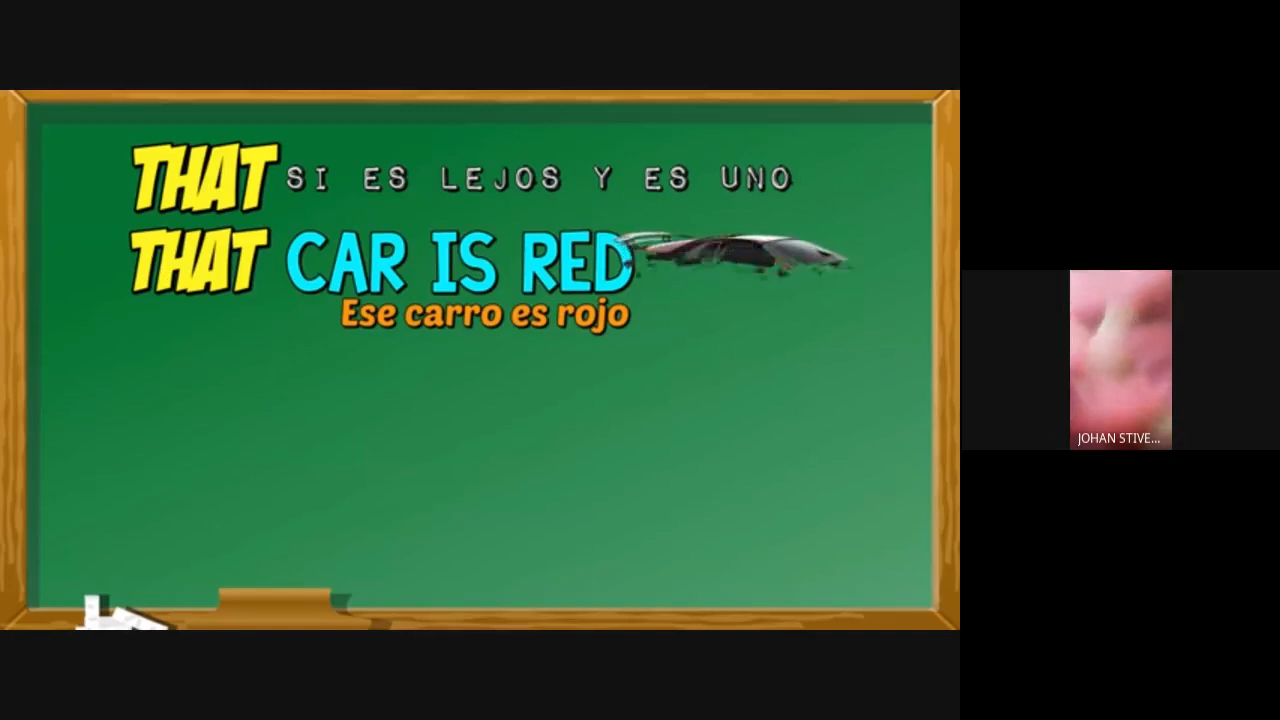 THAT SI ES LEJOS Y ES UNO
THAT CAR IS RED
Ese carro es rojo
JOHAN STIVE...